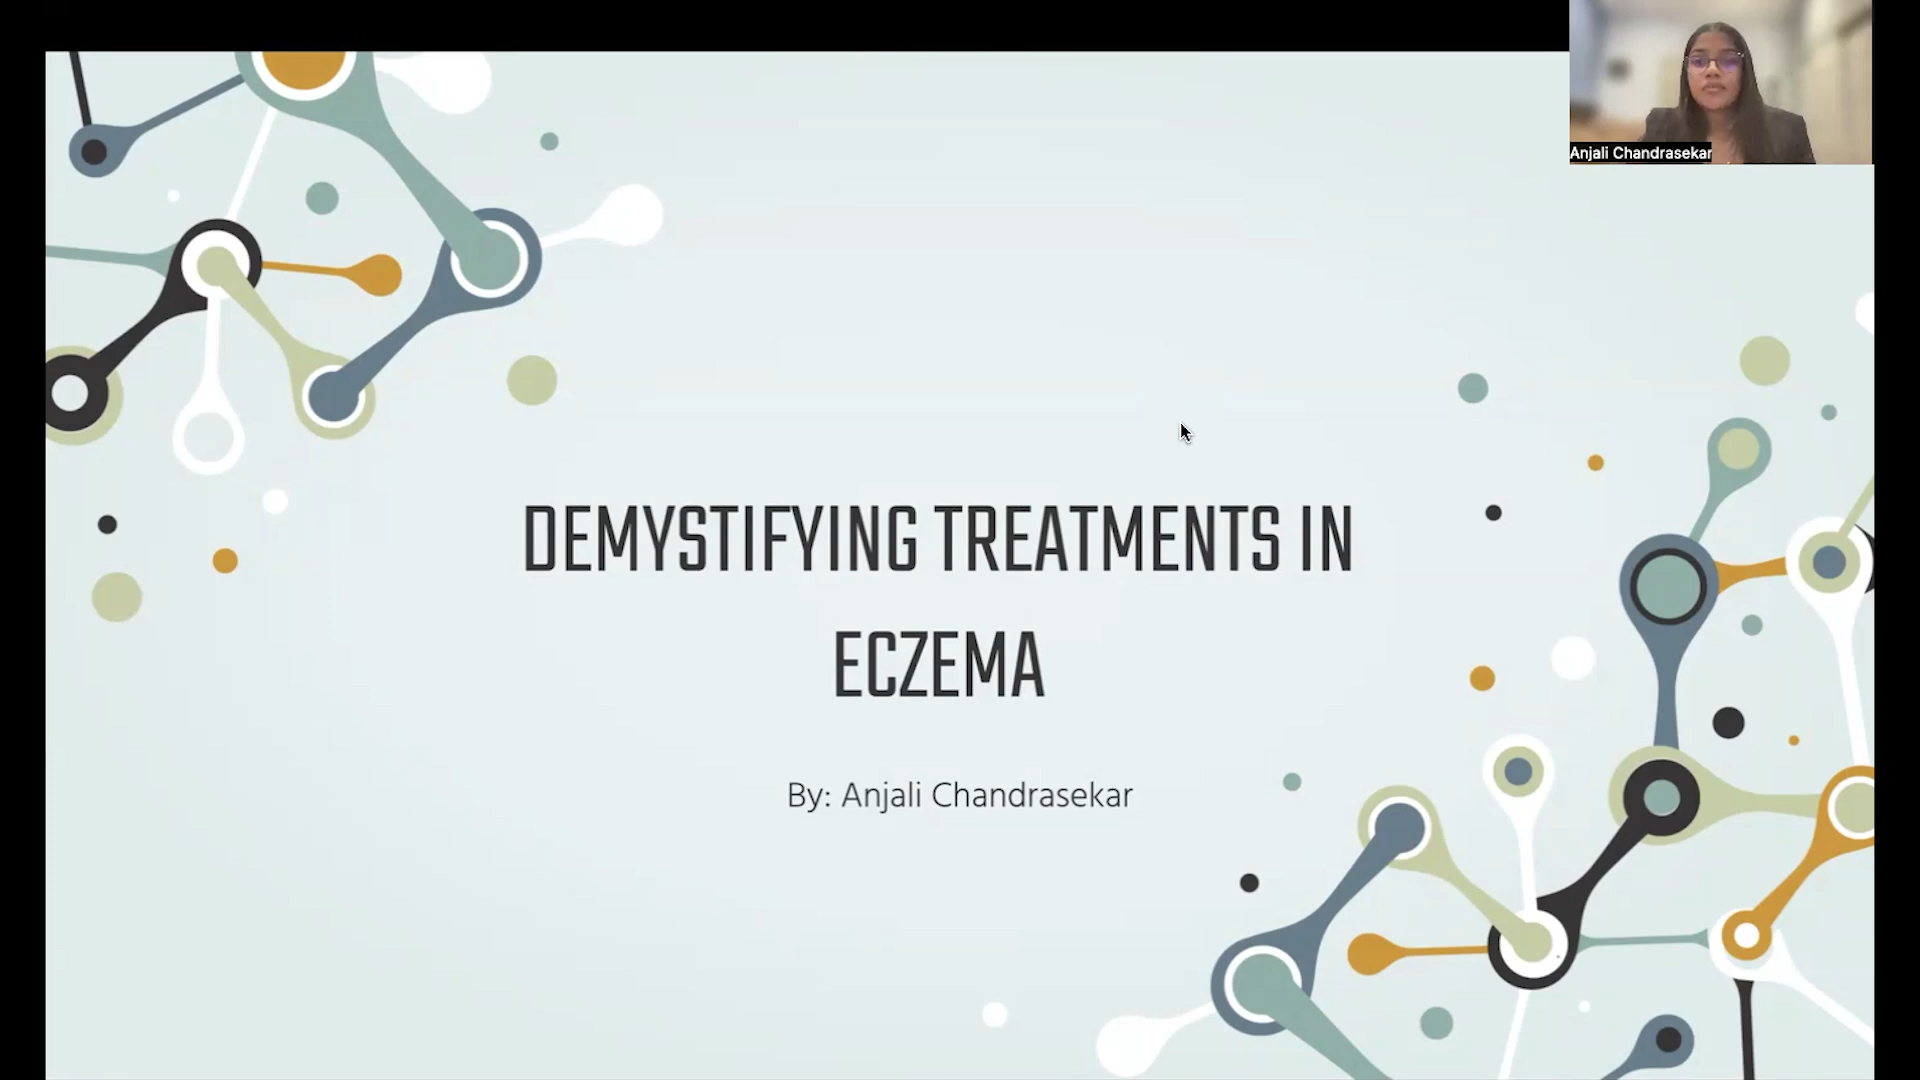 Anjali Chandrasekar
DEMYSTIFYING TREATMENTS IN
ECZEMA
By: Anjali Chandrasekar